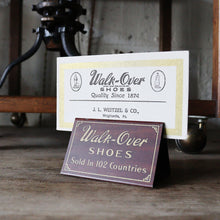 Walk-Over
SHOES
Quality Since 1874
J. L. WEITZEL & CO.
Walk-Over
SHOES
Sold in 102 Countries